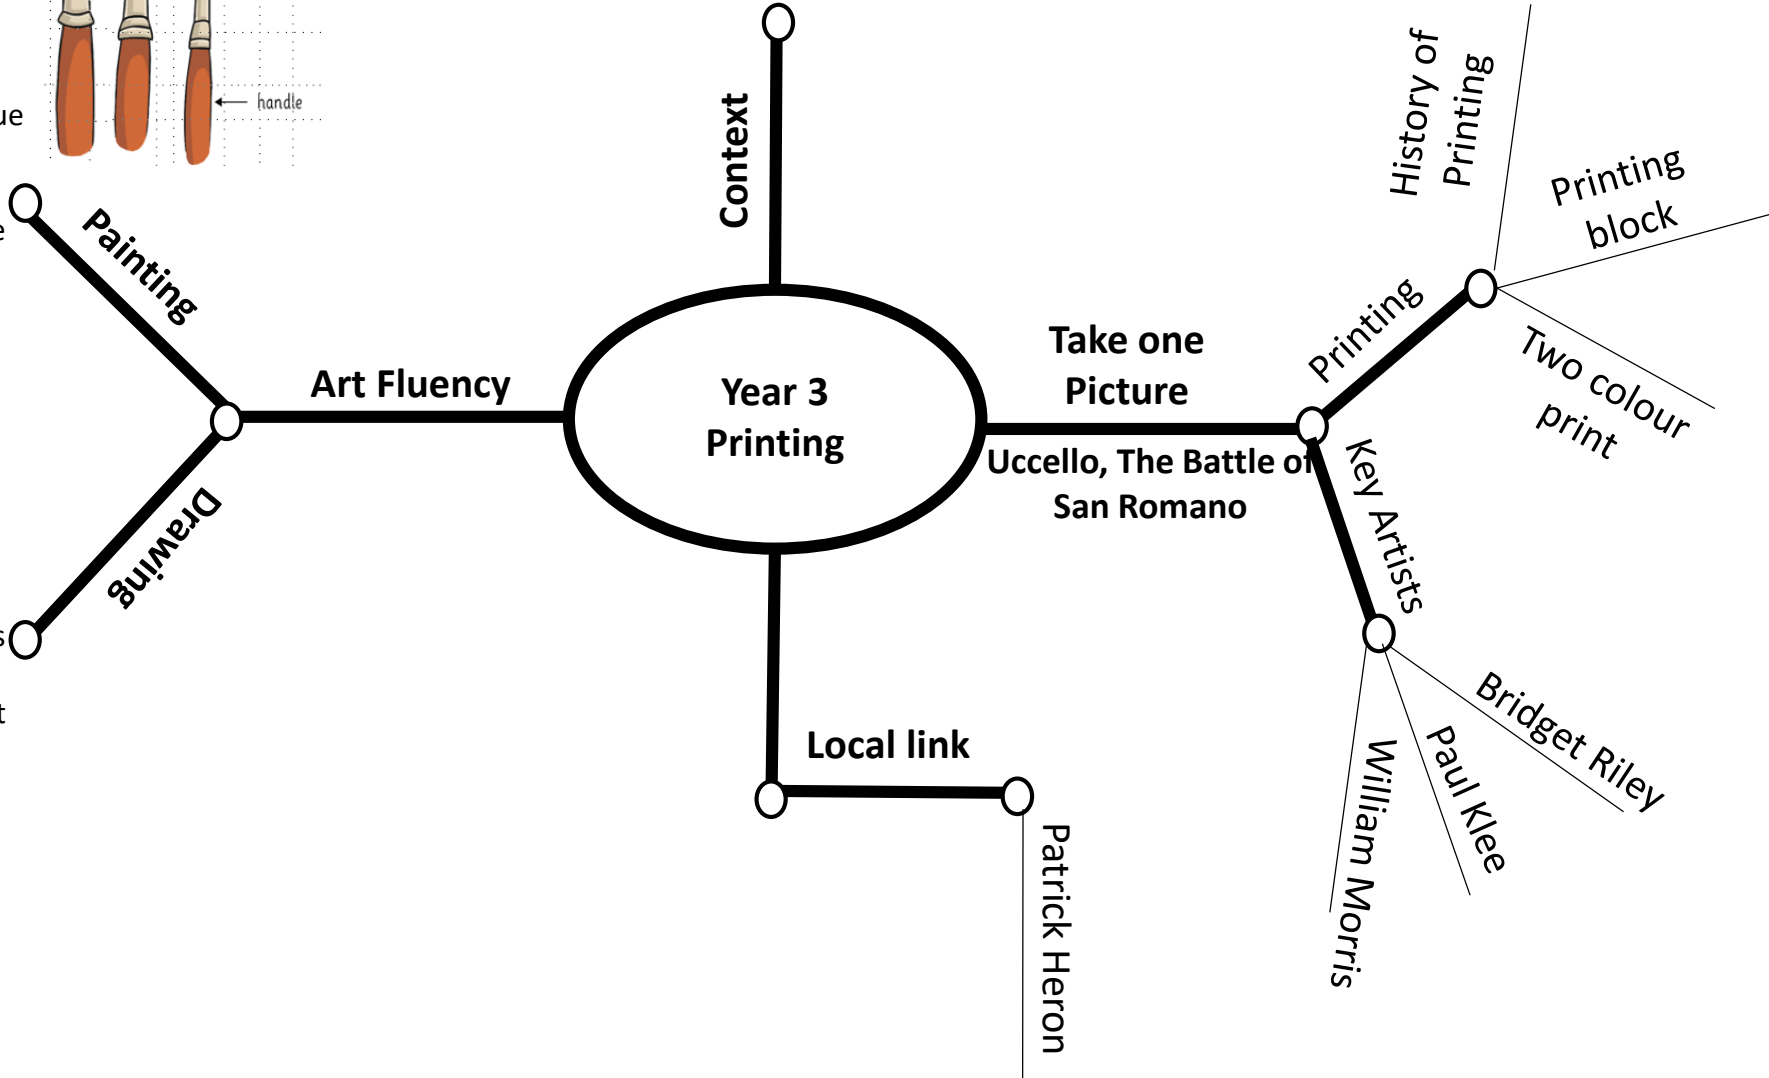 handle
ue
Context
History of
Printing
Printing
block
Painting
e
Printing
Two colour
print
Art Fluency
Year 3
Printing
Take one
Picture
Uccello, The Battle of
San Romano
Key Artists
Drawing
s
t
Local link
Patrick Heron
William Morris
Paul Klee
Bridget Riley